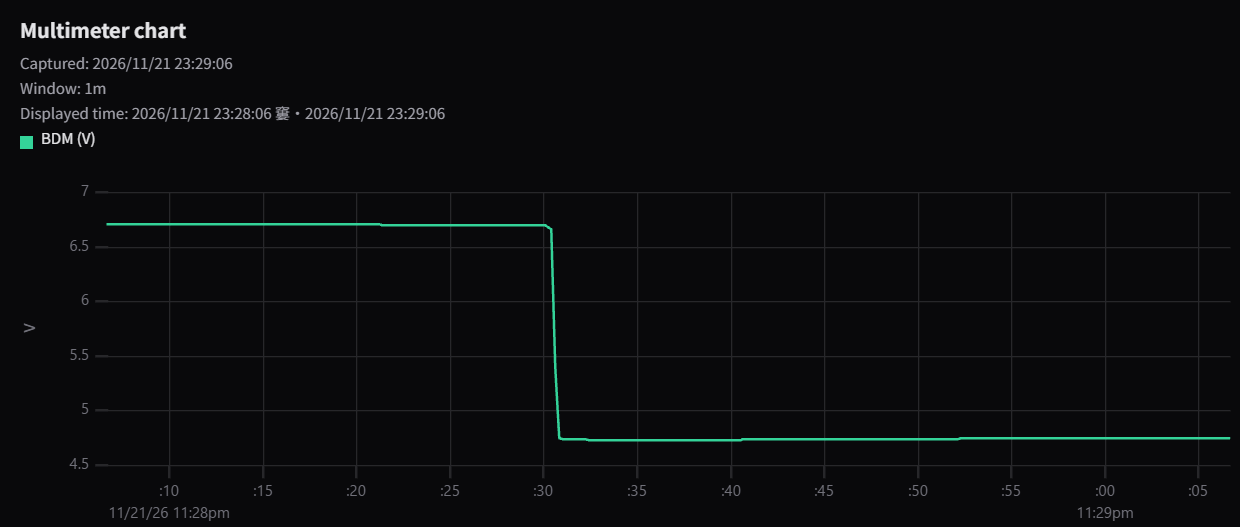 Multimeter chart
Captured: 2026/11/21 23:29:06
Window: 1m
Displayed time: 2026/11/21 23:28:06 • 2026/11/21 23:29:06
BDM (V)
7
6.5
6
5.5
5
4.5
V
:10 :15 :20 :25 :30 :35 :40 :45 :50 :55 :00 :05
11/21/26 11:28pm 11:29pm